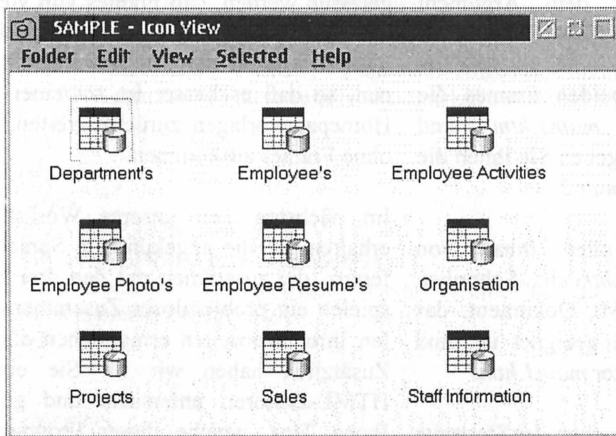 SAMPLE - Icon View
Folder Edit View Selected Help
Department's Employee's Employee Activities
Employee Photo's Employee Resume's Organisation
Projects Sales Staff Information